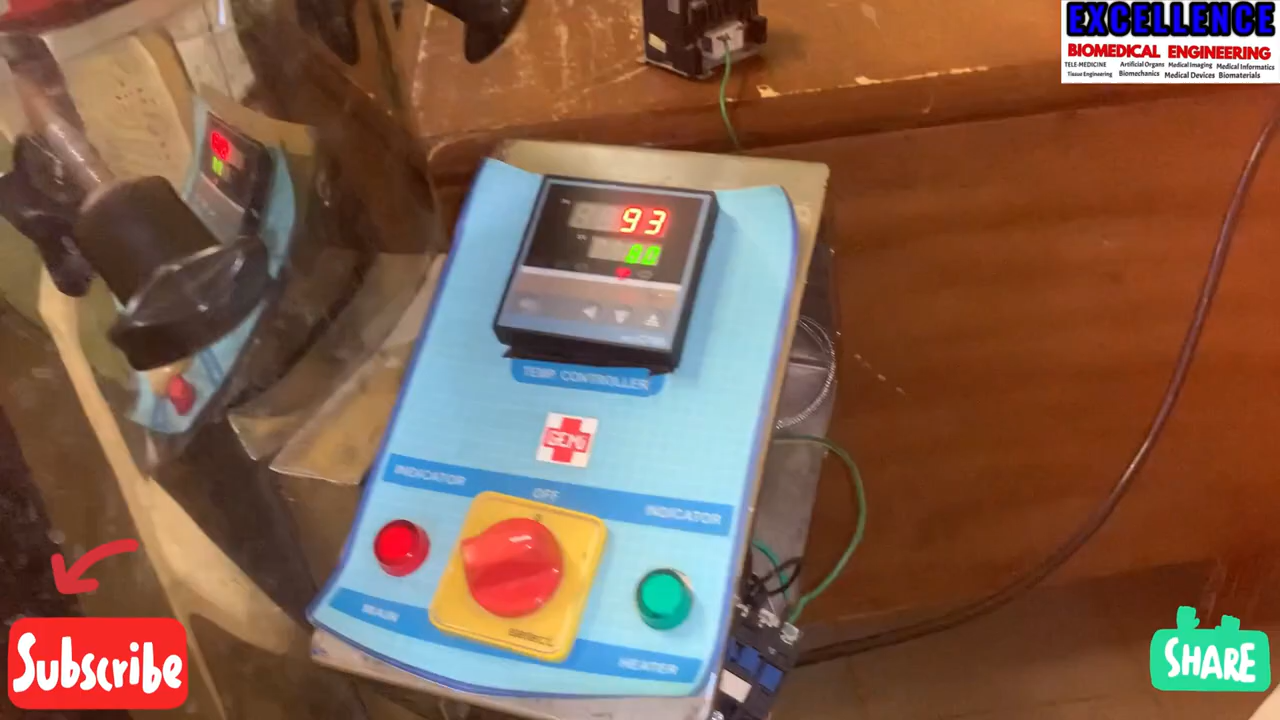 EXCELLENCE
BIOMEDICAL ENGINEERING
TELE-MEDICINE Artificial Organs Medical Imaging Medical Informatics
Tissue Engineering Biomechanics Medical Devices Biomaterials
93
TEMP. CONTROLLER
GEMi
INDICATOR OFF INDICATOR
MAIN
HEATER
Subscribe
SHARE